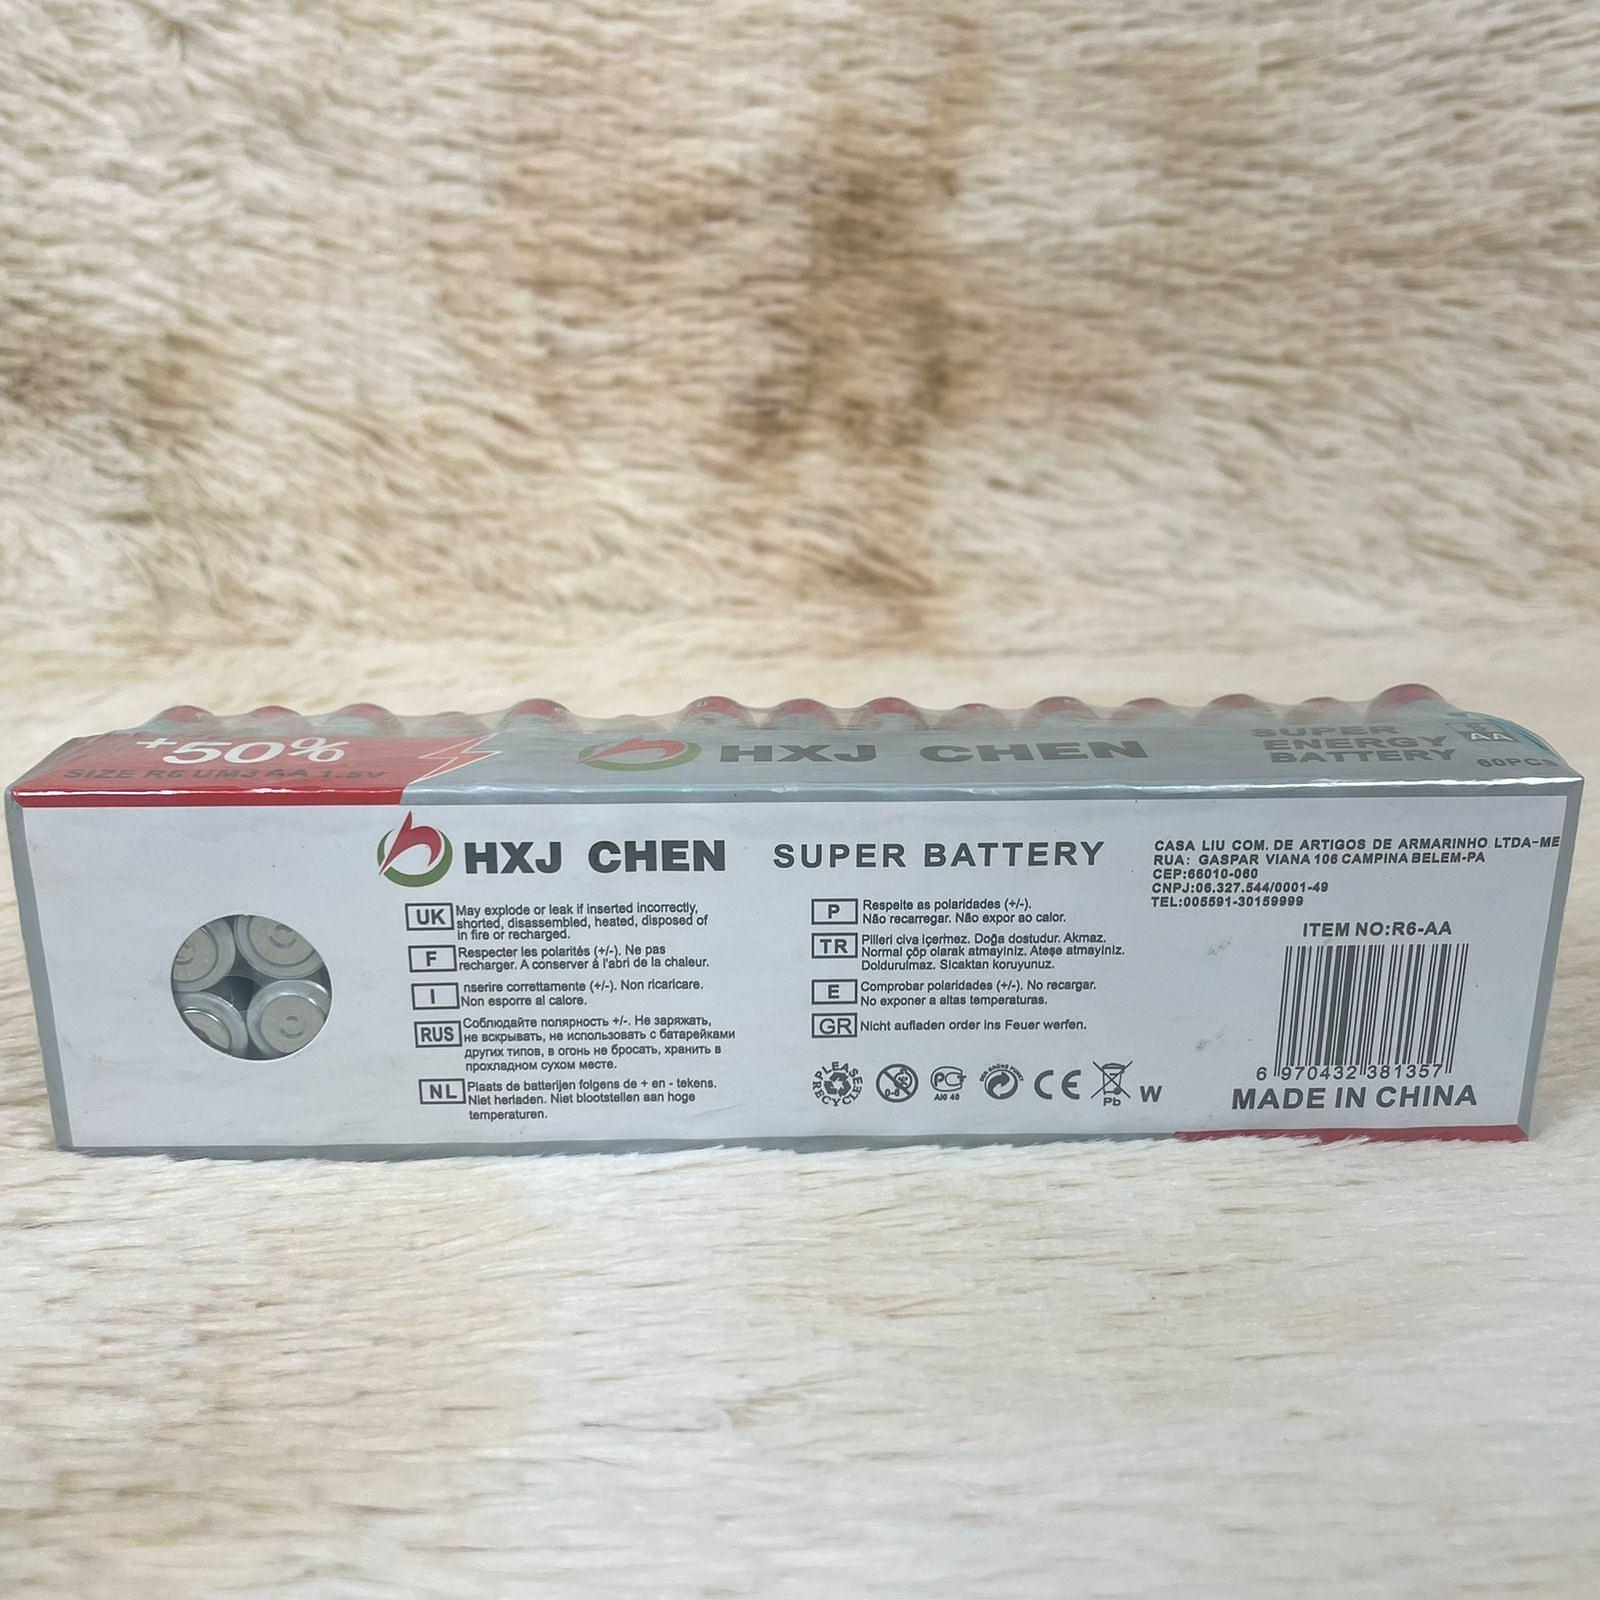 +50%
SIZE R6 UM3 AA 1.5V
HXJ CHEN
SUPER
ENERGY
BATTERY
AA
60PCs
HXJ CHEN SUPER BATTERY
UK May explode or leak if inserted incorrectly,
shorted, disassembled, heated, disposed of
in fire or recharged.
F Respecter les polarités (+/-). Ne pas
recharger. A conserver á l'abri de la chaleur.
I nserire correttamente (+/-). Non ricaricare.
Non esporre al calore.
RUS Соблюдайте полярность +/-. Не заряжать,
не вскрывать, не использовать с батарейками
других типов, в огонь не бросать, хранить в
прохладном сухом месте.
NL Plaats de batterijen folgens de + en - tekens.
Niet herladen. Niet blootstellen aan hoge
temperaturen.
P Respeite as polaridades (+/-).
Não recarregar. Não expor ao calor.
TR Pilleri civa içermez. Doğa dostudur. Akmaz.
Normal çöp olarak atmayiniz. Ateşe atmayiniz.
Doldurulmaz. Sicaktan koruyunuz.
E Comprobar polaridades (+/-). No recargar.
No exponer a altas temperaturas.
GR Nicht aufladen order ins Feuer werfen.
PLEASE RECYCLE
0-6
PCT
АЮ 40
DER GRÜNE PUNKT
CE
Pb
W
CASA LIU COM. DE ARTIGOS DE ARMARINHO LTDA-ME
RUA: GASPAR VIANA 106 CAMPINA BELEM-PA
CEP:66010-060
CNPJ:06.327.544/0001-49
TEL:005591-30159999
ITEM NO:R6-AA
6 970432 381357
MADE IN CHINA